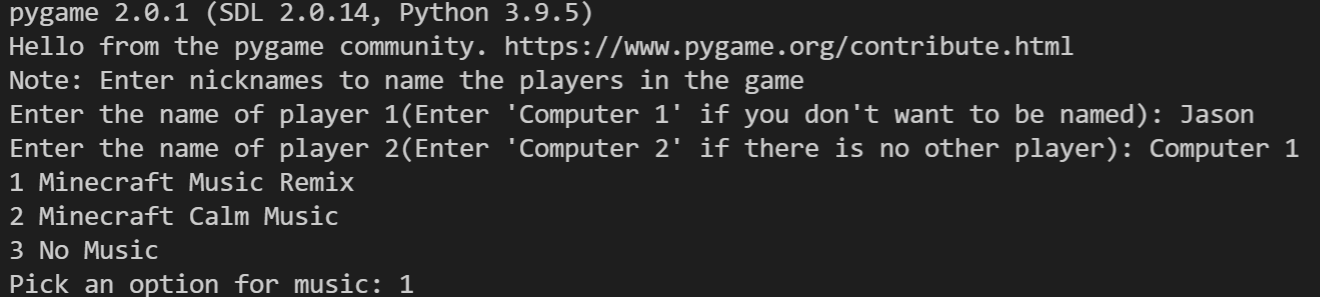 pygame 2.0.1 (SDL 2.0.14, Python 3.9.5)
Hello from the pygame community. https://www.pygame.org/contribute.html
Note: Enter nicknames to name the players in the game
Enter the name of player 1(Enter 'Computer 1' if you don't want to be named): Jason
Enter the name of player 2(Enter 'Computer 2' if there is no other player): Computer 1
1 Minecraft Music Remix
2 Minecraft Calm Music
3 No Music
Pick an option for music: 1